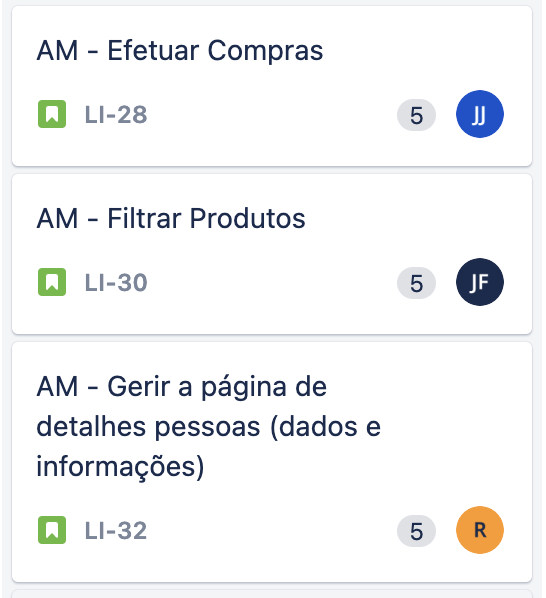 AM - Efetuar Compras
LI-28 5 JJ
AM - Filtrar Produtos
LI-30 5 JF
AM - Gerir a página de
detalhes pessoas (dados e
informações)
LI-32 5 R